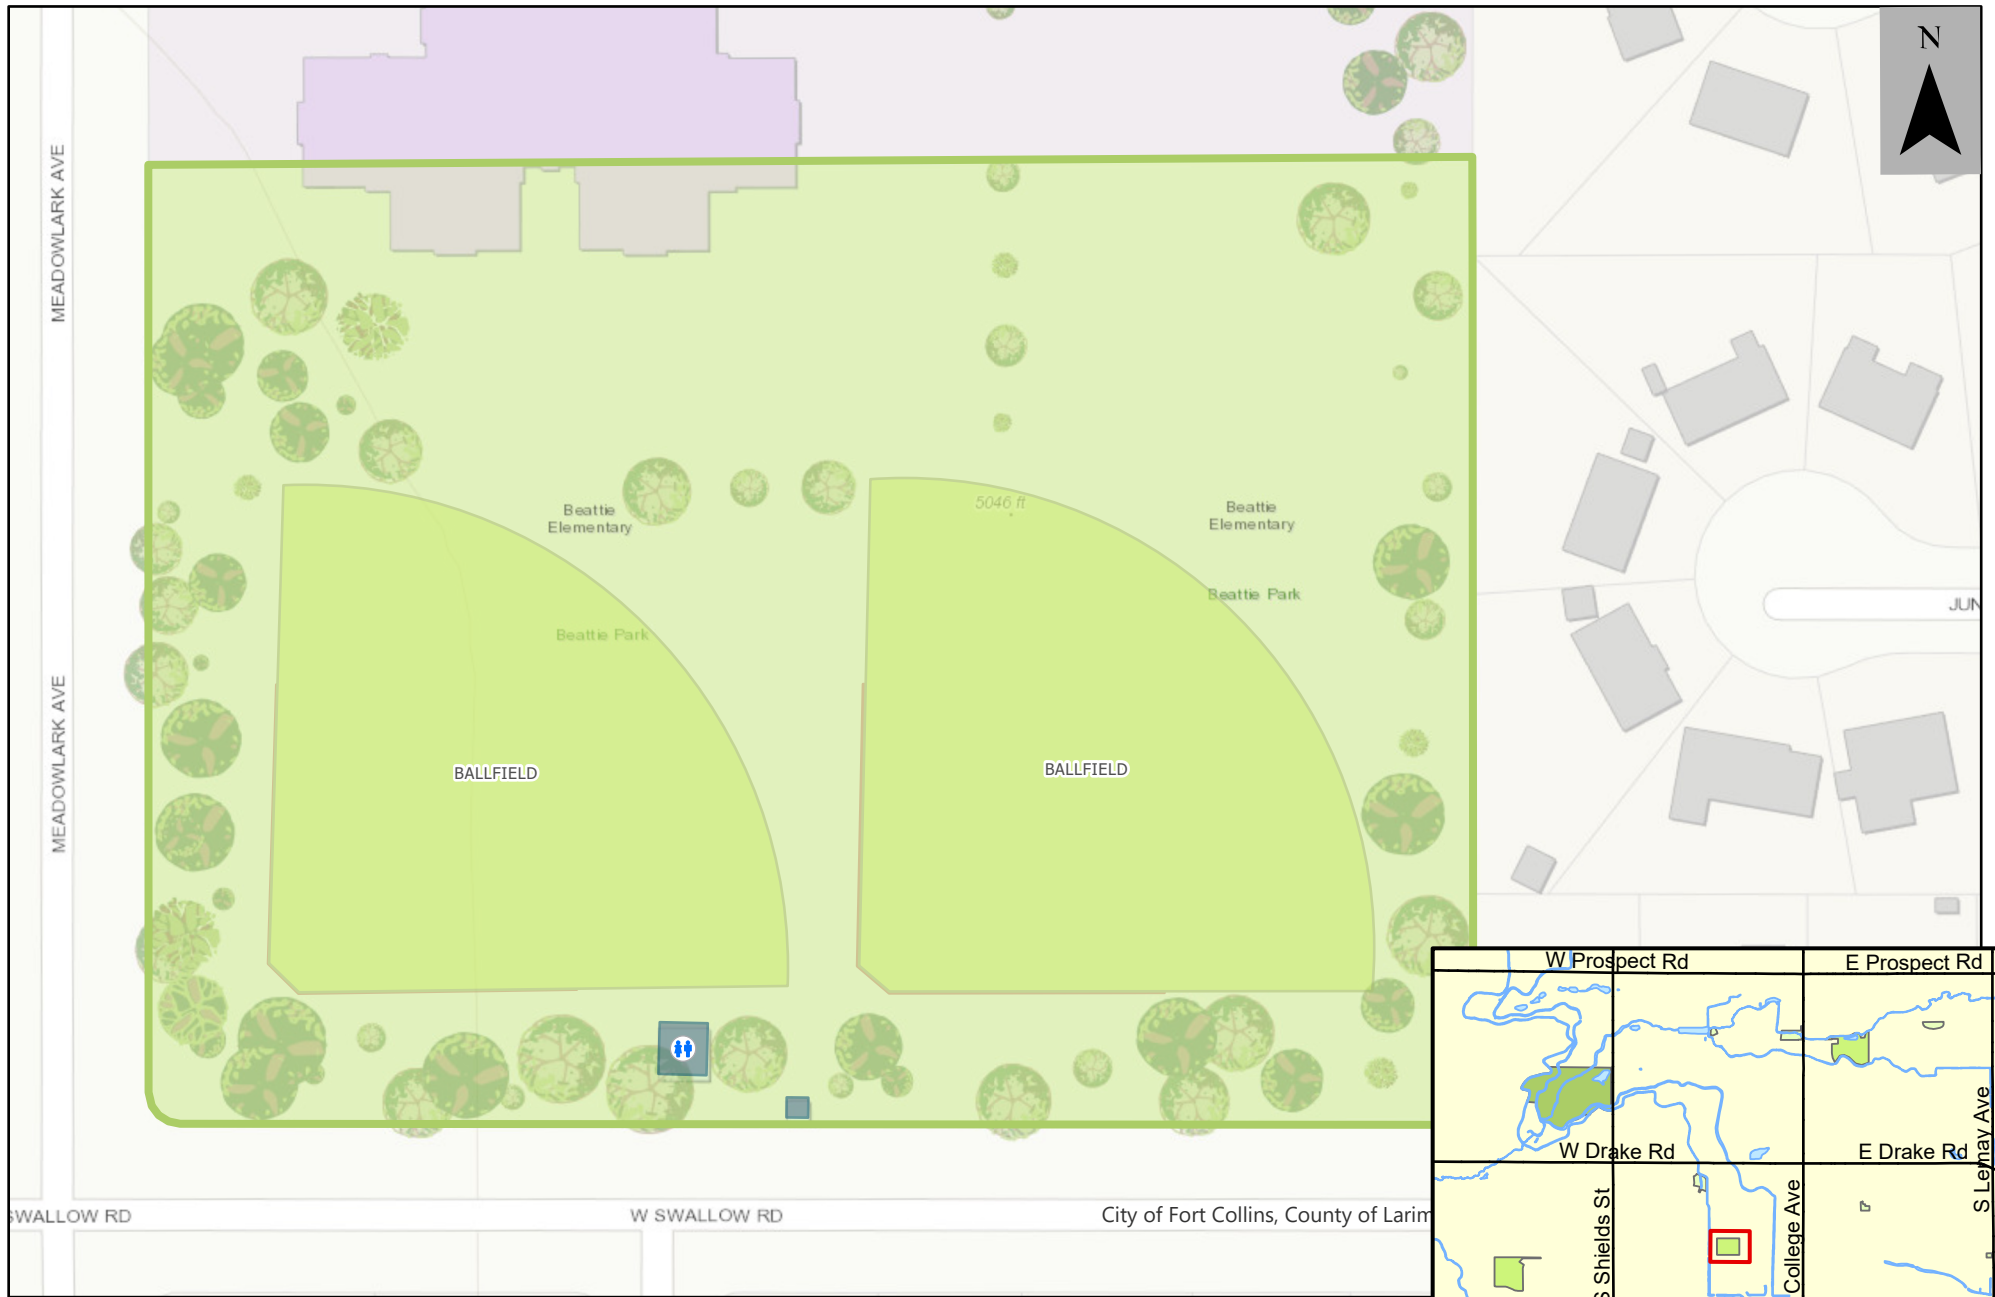 N
MEADOWLARK AVE
5046 ft
Beattie
Elementary
Beattie
Elementary
Beattie Park
Beattie Park
JUN
MEADOWLARK AVE
BALLFIELD
BALLFIELD
W Prospect Rd
E Prospect Rd
W Drake Rd
E Drake Rd
S Lemay Ave
S Shields St
College Ave
SWALLOW RD
W SWALLOW RD
City of Fort Collins, County of Larim